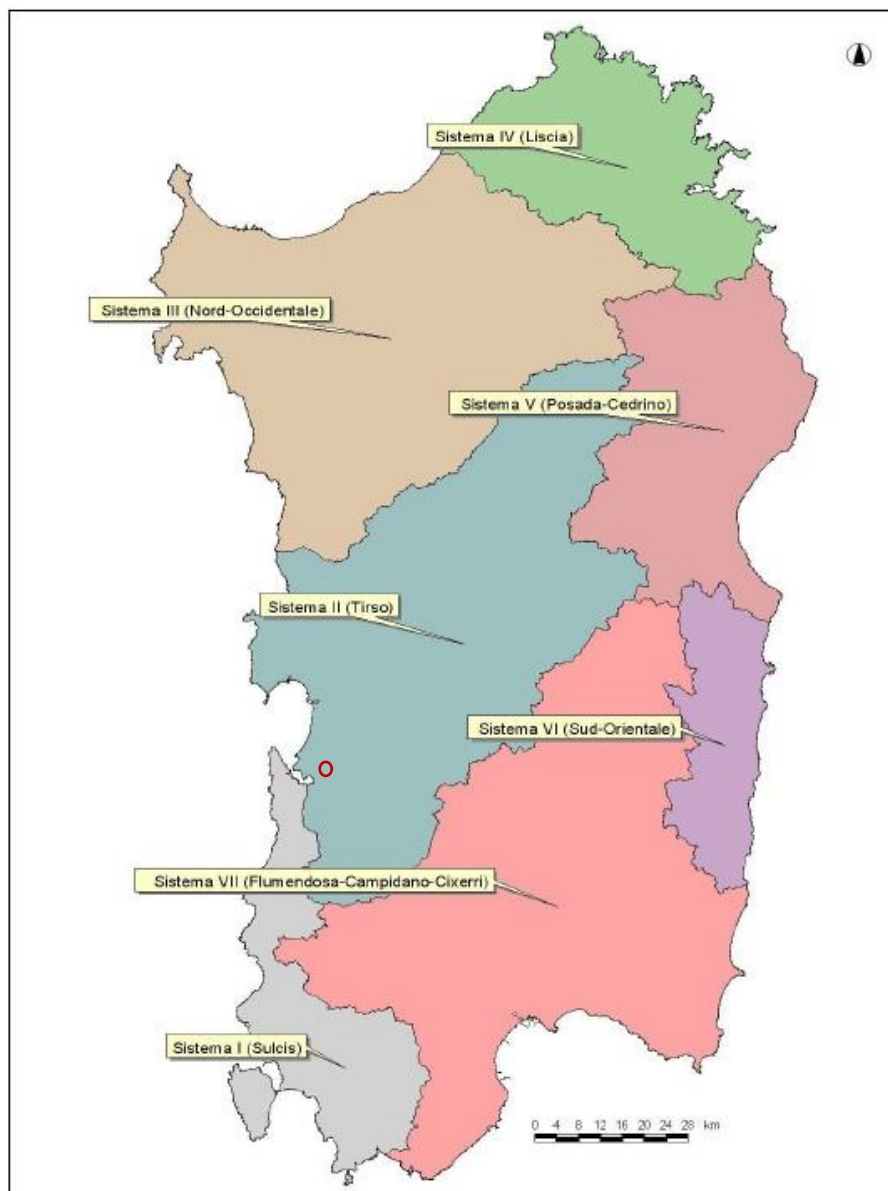 Sistema IV (Liscia)
Sistema III (Nord-Occidentale)
Sistema V (Posada-Cedrino)
Sistema II (Tirso)
Sistema VI (Sud-Orientale)
Sistema VII (Flumendosa-Campidano-Cixerri)
Sistema I (Sulcis)
0 4 8 12 16 20 24 28 km